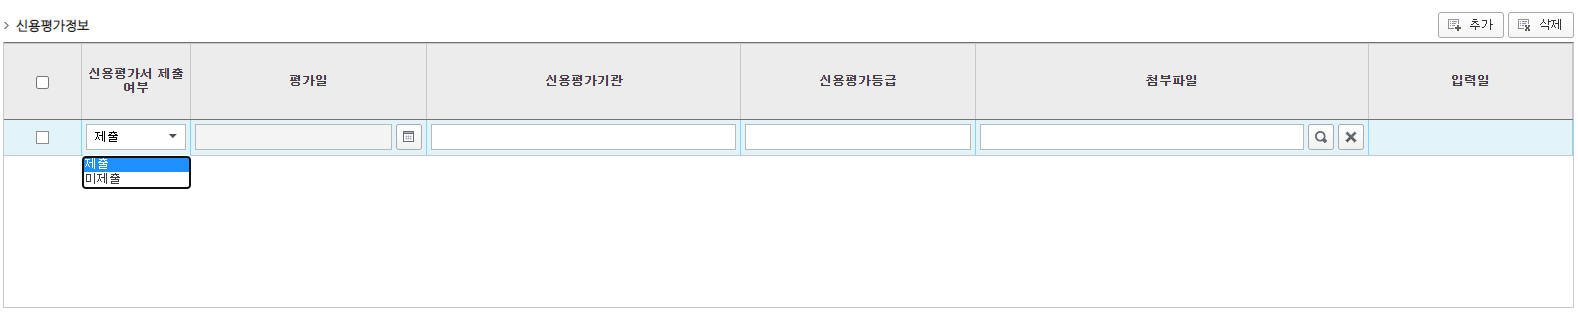 신용평가정보
추가
삭제
신용평가서 제출
여부
평가일
신용평가기관
신용평가등급
첨부파일
입력일
제출
제출
미제출